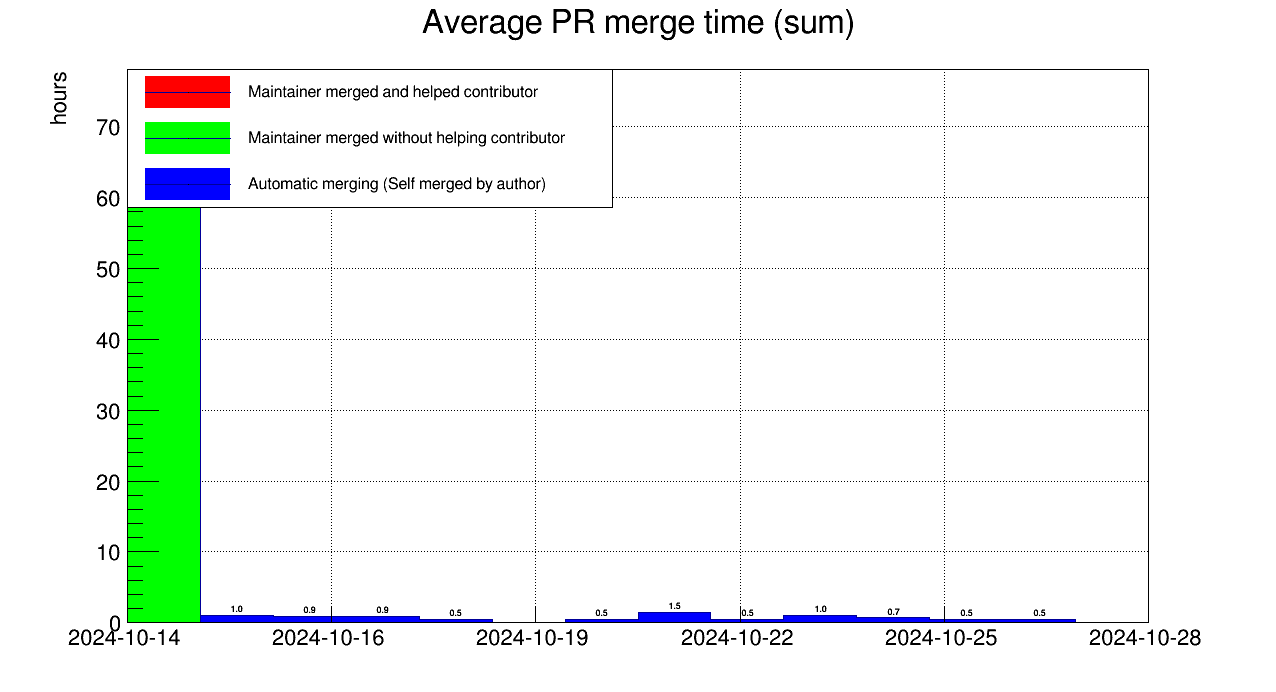 Average PR merge time (sum)
hours
Maintainer merged and helped contributor
Maintainer merged without helping contributor
Automatic merging (Self merged by author)
70
60
50
40
30
20
10
0
1.0 0.9 0.9 0.5 0.5 1.5 0.5 1.0 0.7 0.5 0.5
2024-10-14 2024-10-16 2024-10-19 2024-10-22 2024-10-25 2024-10-28